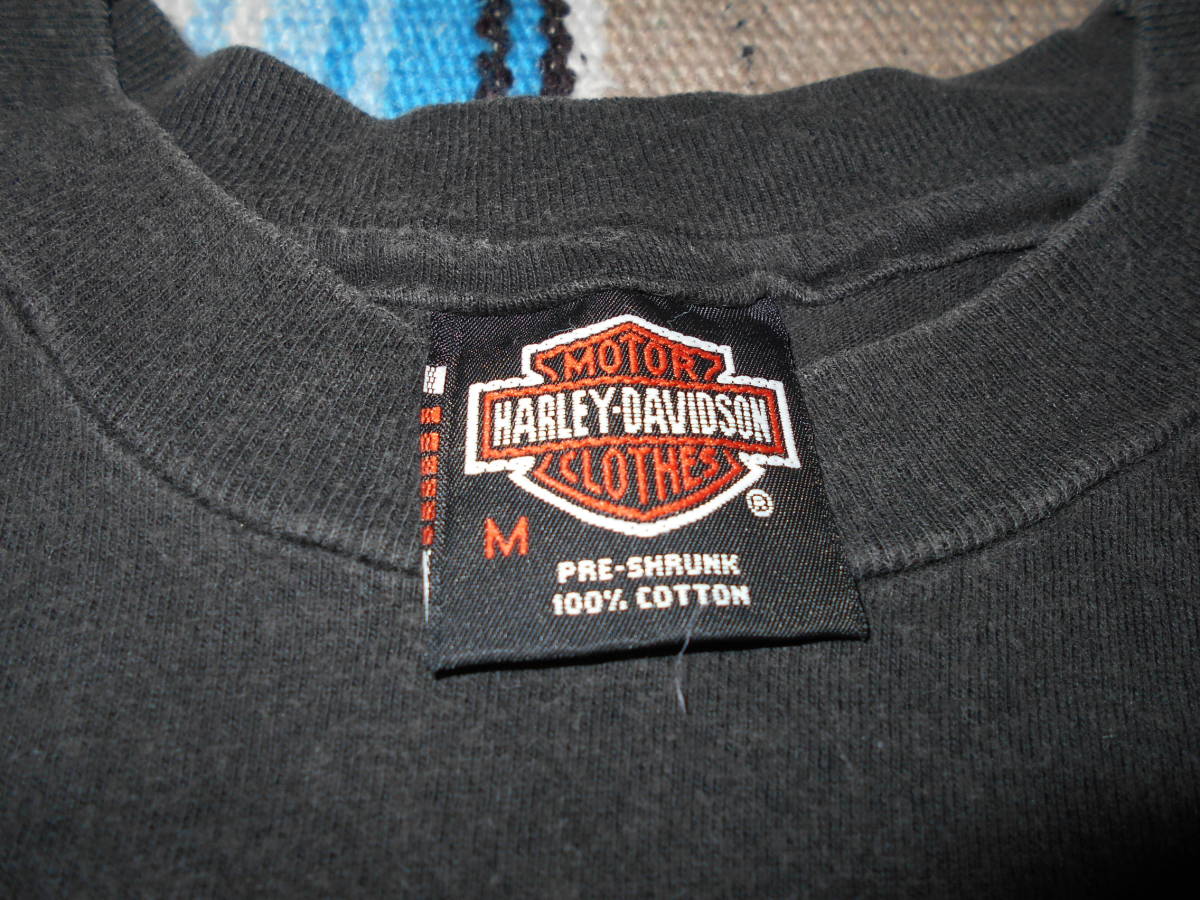 MOTOR
HARLEY-DAVIDSON
CLOTHES
®
M
PRE-SHRUNK
100% COTTON